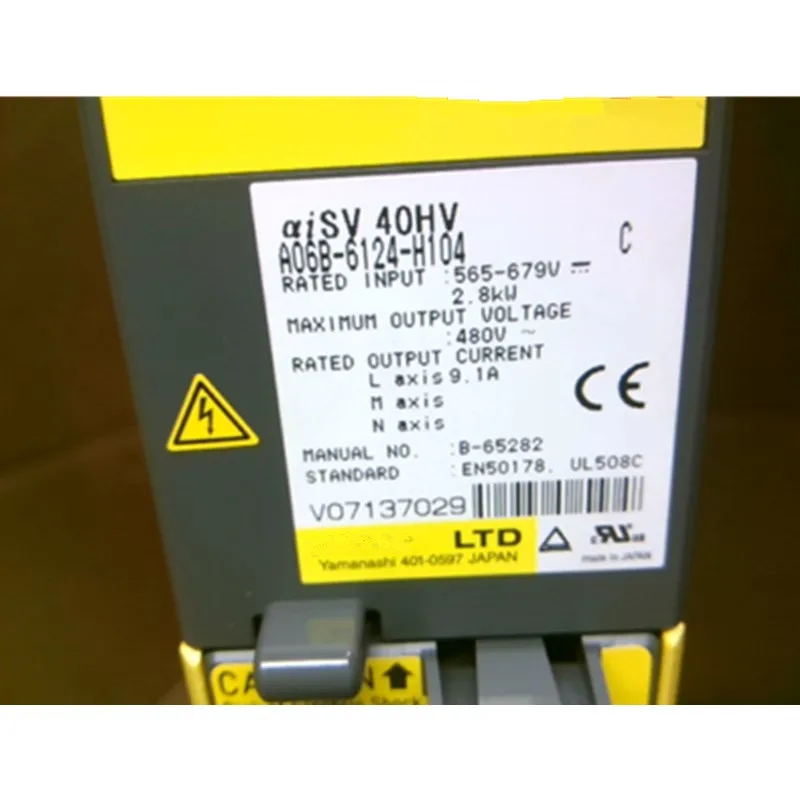 αiSV 40HV
A06B-6124-H104 C
RATED INPUT :565-679V
2.8kW
MAXIMUM OUTPUT VOLTAGE
:480V ~
RATED OUTPUT CURRENT
L axis 9.1A
M axis
N axis
CE
MANUAL NO. :B-65282
STANDARD :EN50178. UL508C
V07137029
LTD
Yamanashi 401-0597 JAPAN
c us
made in JAPAN